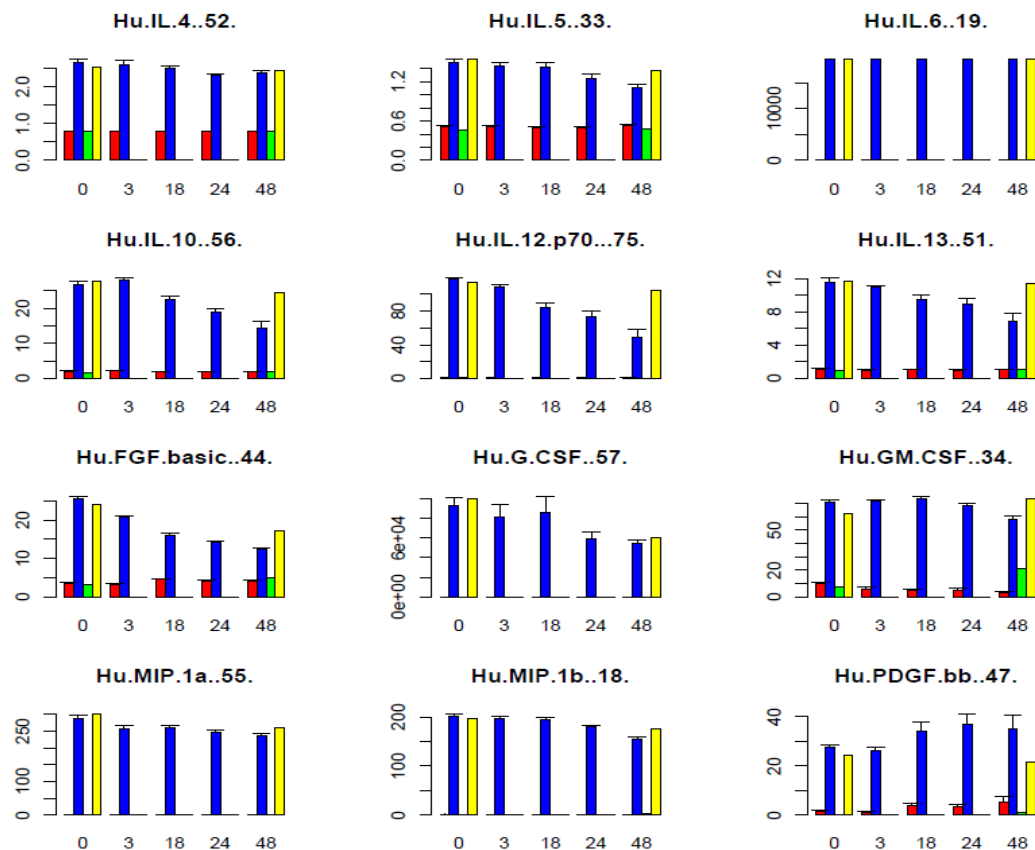 Hu.IL.4..52. Hu.IL.5..33. Hu.IL.6..19.
0.0 1.0 2.0
0.0 0.6 1.2
0 10000
0 3 18 24 48 0 3 18 24 48 0 3 18 24 48
Hu.IL.10..56. Hu.IL.12.p70...75. Hu.IL.13..51.
0 10 20
0 40 80
0 4 8 12
0 3 18 24 48 0 3 18 24 48 0 3 18 24 48
Hu.FGF.basic..44. Hu.G.CSF..57. Hu.GM.CSF..34.
0 10 20
0e+00 6e+04
0 20 50
0 3 18 24 48 0 3 18 24 48 0 3 18 24 48
Hu.MIP.1a..55. Hu.MIP.1b..18. Hu.PDGF.bb..47.
0 100 250
0 100 200
0 20 40
0 3 18 24 48 0 3 18 24 48 0 3 18 24 48